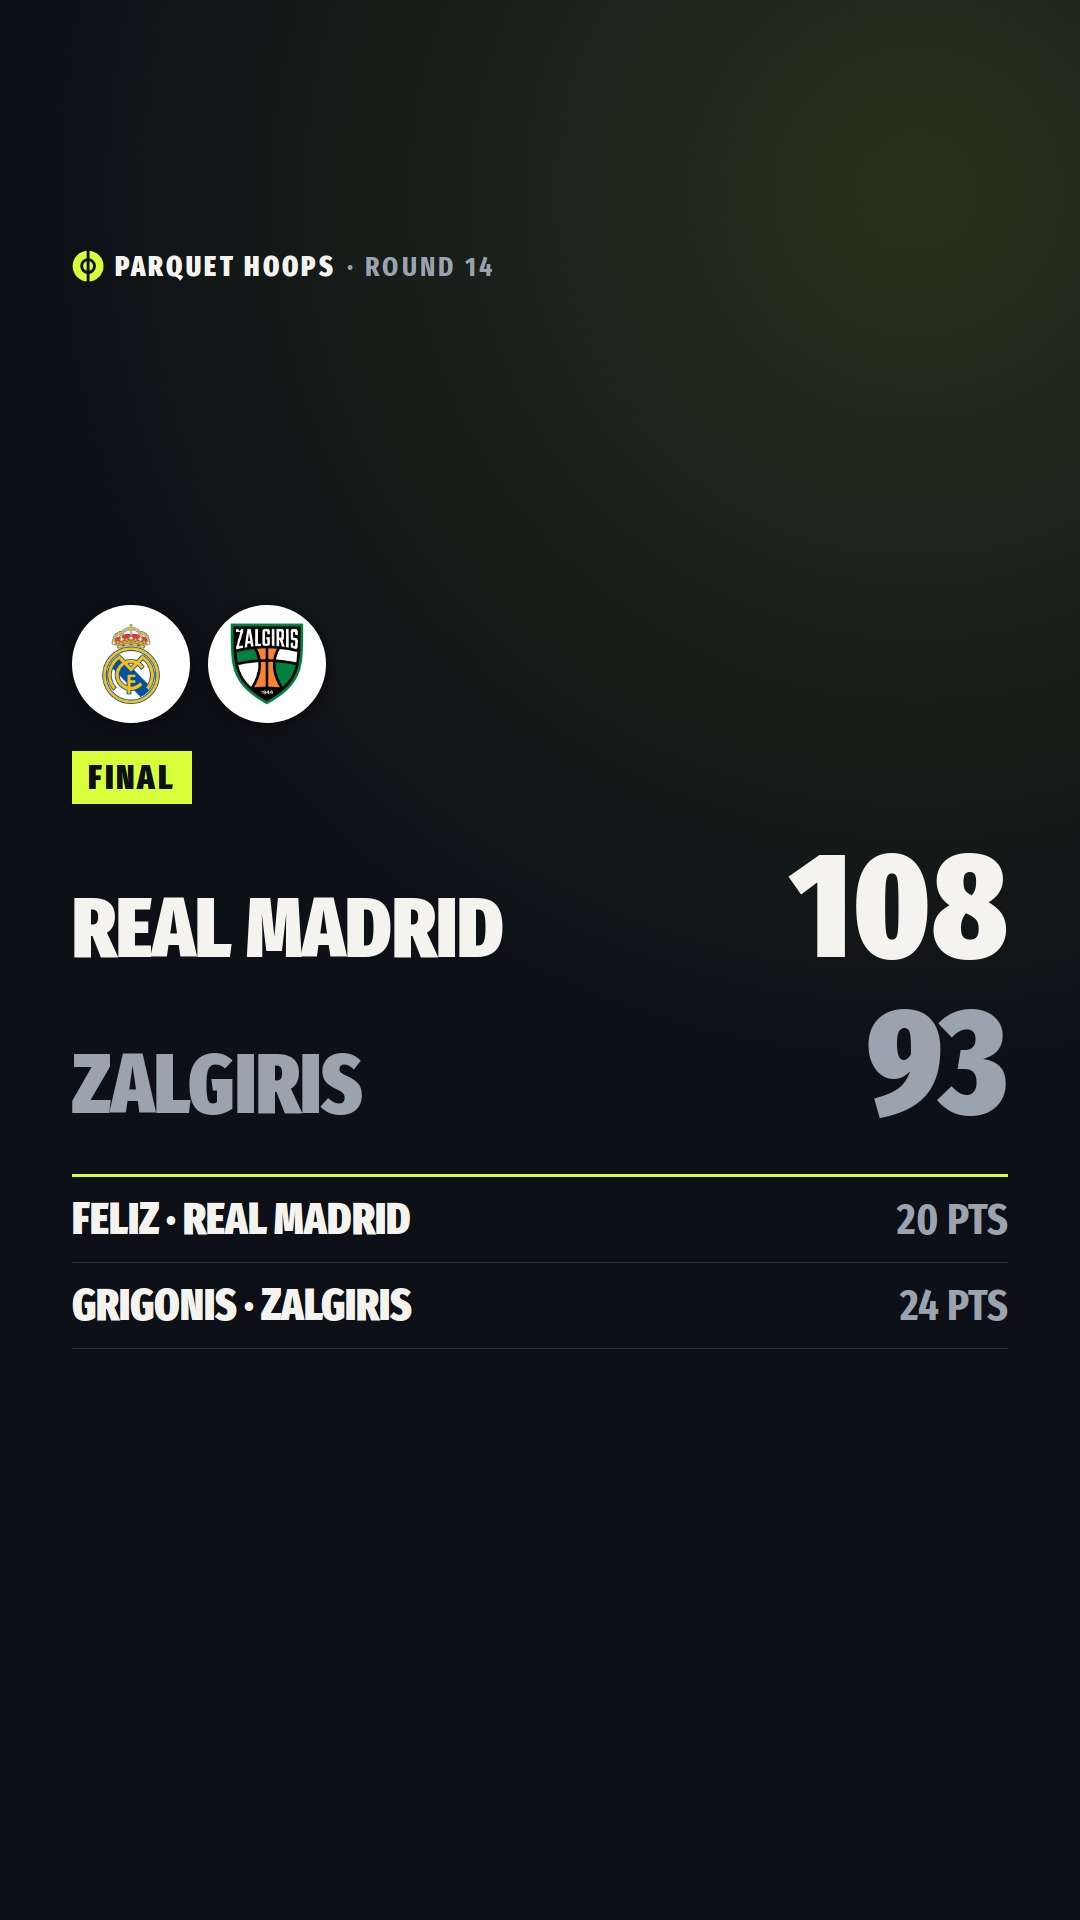 PARQUET HOOPS · ROUND 14
ZALGIRIS
1944
FINAL
REAL MADRID 108
ZALGIRIS 93
FELIZ · REAL MADRID 20 PTS
GRIGONIS · ZALGIRIS 24 PTS